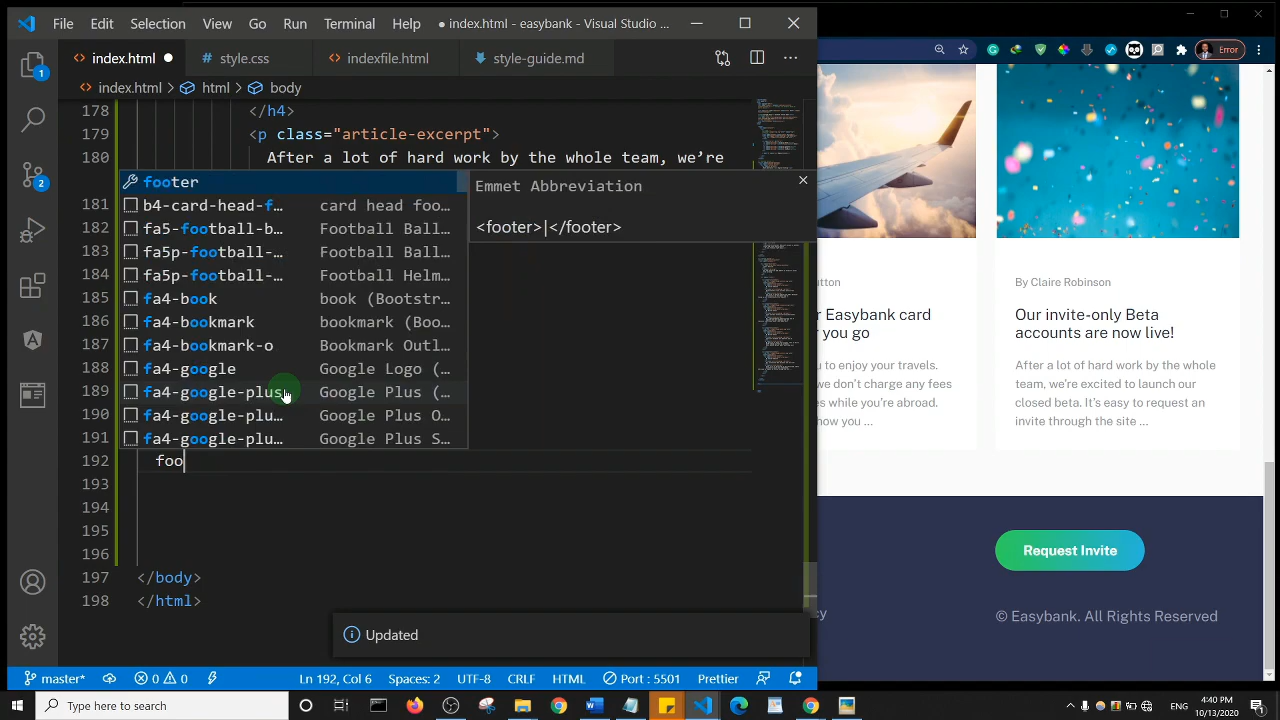 File Edit Selection View Go Run Terminal Help ● index.html - easybank - Visual Studio ...
index.html ● # style.css indexfile.html style-guide.md ...
index.html > html > body
178 </h4>
179 <p class="article-excerpt">
180 After a lot of hard work by the whole team, we're
footer
Emmet Abbreviation
181 b4-card-head-f… card head foo…
<footer>|</footer>
182 fa5-football-b… Football Ball…
183 fa5p-football-… Football Ball…
184 fa5p-football-… Football Helm…
185 fa4-book book (Bootstr…
186 fa4-bookmark Bookmark (Boo…
187 fa4-bookmark-o Bookmark Outl…
188 fa4-google Google Logo (…
189 fa4-google-plus… Google Plus (…
190 fa4-google-plu… Google Plus O…
191 fa4-google-plu… Google Plus S…
192 foo
193
194
195
196
197 </body>
198 </html>
Updated
1
2
master* 0 0 Ln 192, Col 6 Spaces: 2 UTF-8 CRLF HTML Port : 5501 Prettier
Error
By Claire Robinson
Easybank card
you go
Our invite-only Beta
accounts are now live!
to enjoy your travels.
we don't charge any fees
while you're abroad.
how you ...
After a lot of hard work by the whole
team, we're excited to launch our
closed beta. It's easy to request an
invite through the site ...
Request Invite
© Easybank. All Rights Reserved
Type here to search
ENG
4:40 PM
10/13/2020
1